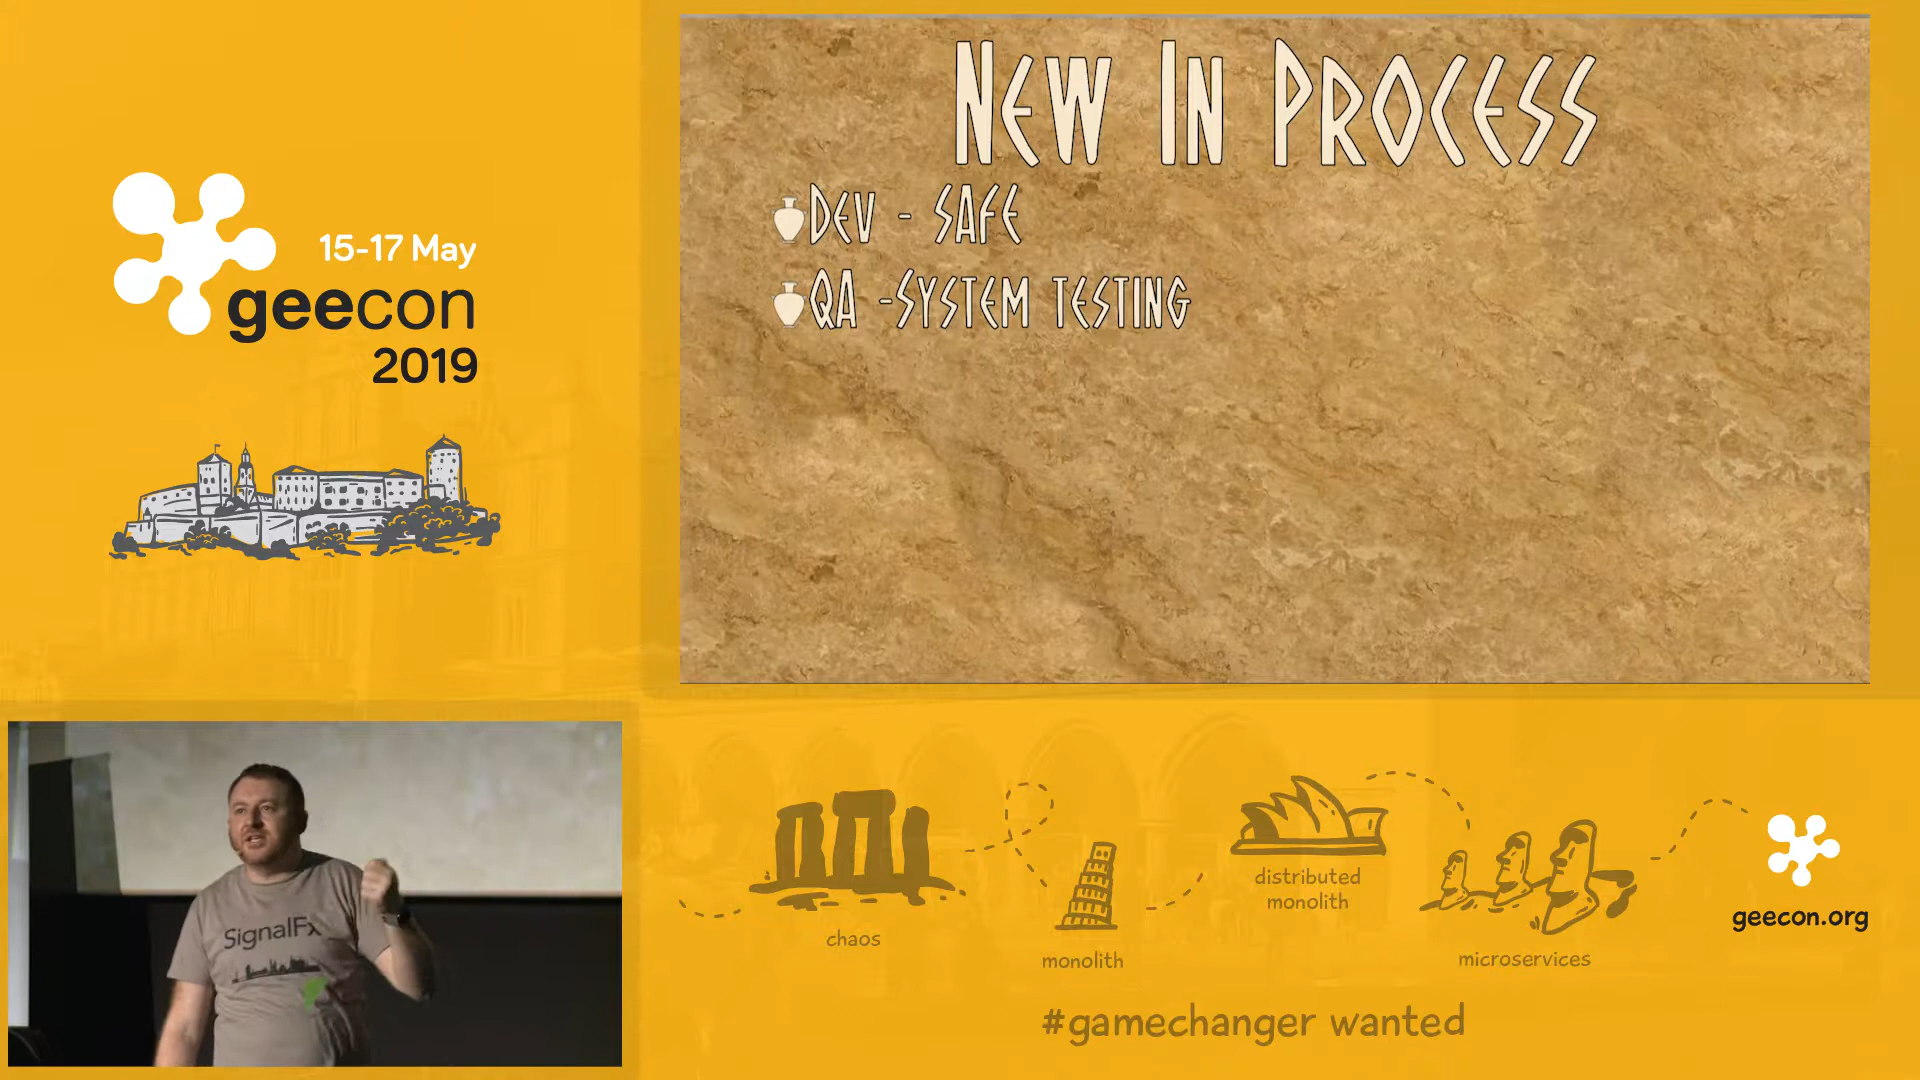 15-17 May
geecon
2019
New In Process
Dev - Safe
QA -System testing
SignalFx
chaos
monolith
distributed
monolith
microservices
geecon.org
#gamechanger wanted